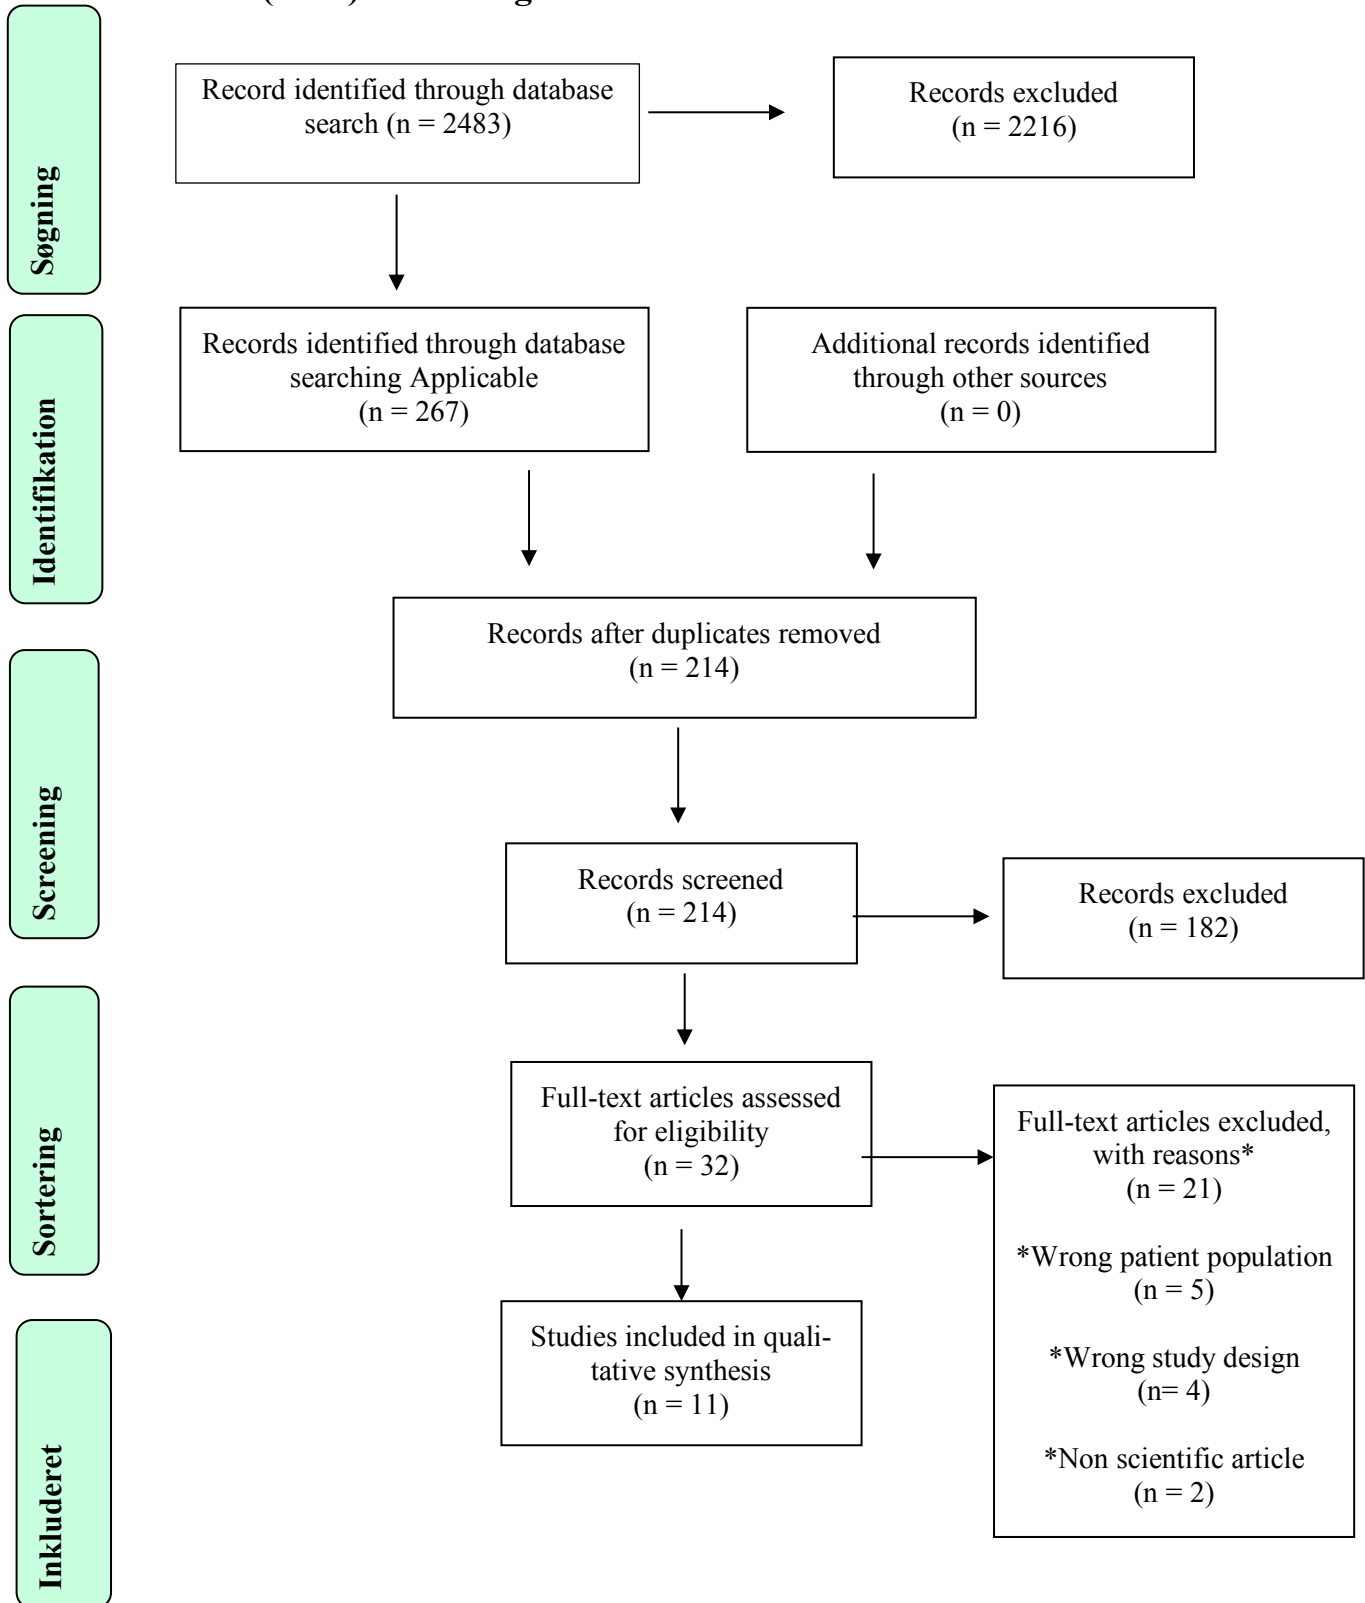 Søgning
Record identified through database
search (n = 2483)
Records excluded
(n = 2216)
Identifikation
Records identified through database
searching Applicable
(n = 267)
Additional records identified
through other sources
(n = 0)
Records after duplicates removed
(n = 214)
Screening
Records screened
(n = 214)
Records excluded
(n = 182)
Sortering
Full-text articles assessed
for eligibility
(n = 32)
Full-text articles excluded,
with reasons*
(n = 21)
*Wrong patient population
(n = 5)
*Wrong study design
(n= 4)
*Non scientific article
(n = 2)
Inkluderet
Studies included in quali-
tative synthesis
(n = 11)